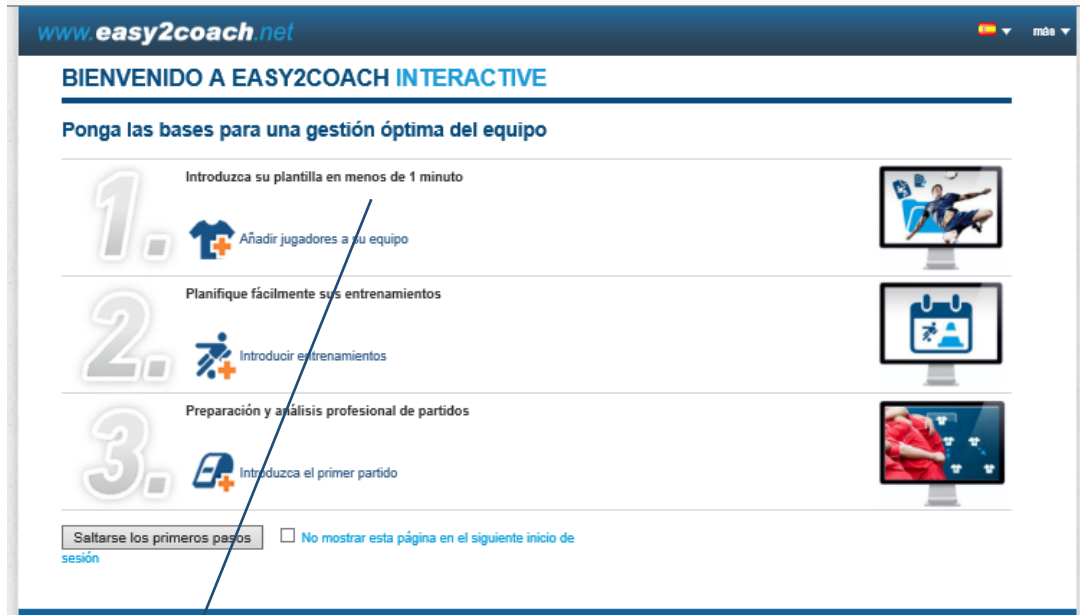 www.easy2coach.net
más
BIENVENIDO A EASY2COACH INTERACTIVE
Ponga las bases para una gestión óptima del equipo
1.
Introduzca su plantilla en menos de 1 minuto
Añadir jugadores a su equipo
2.
Planifique fácilmente sus entrenamientos
Introducir entrenamientos
3.
Preparación y análisis profesional de partidos
Introduzca el primer partido
Saltarse los primeros pasos
No mostrar esta página en el siguiente inicio de
sesión